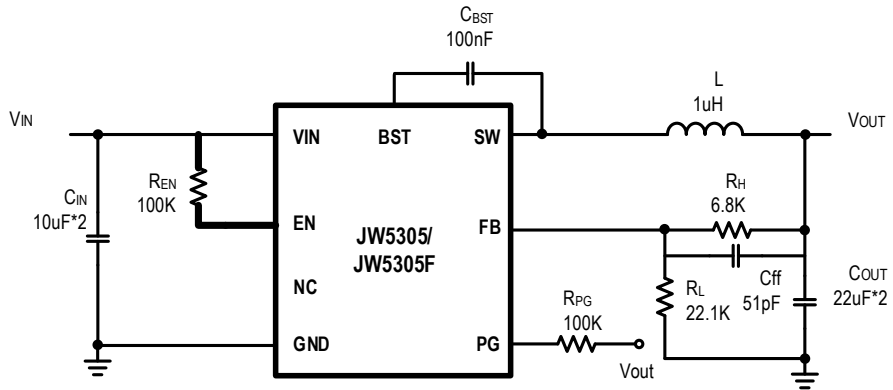 CBST
100nF
L
1uH
VIN
VOUT
VIN
BST
SW
REN
100K
CIN
10uF*2
RH
6.8K
EN
FB
JW5305/
JW5305F
NC
RPG
100K
RL
22.1K
Cff
51pF
COUT
22uF*2
GND
PG
Vout